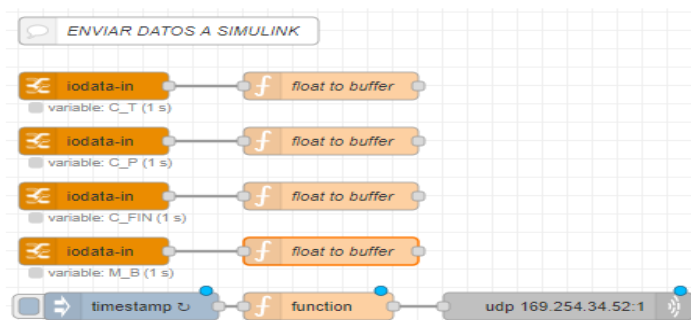 ENVIAR DATOS A SIMULINK
iodata-in float to buffer
variable: C_T (1 s)
iodata-in float to buffer
variable: C_P (1 s)
iodata-in float to buffer
variable: C_FIN (1 s)
iodata-in float to buffer
variable: M_B (1 s)
timestamp ↻ function udp 169.254.34.52:1